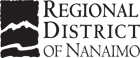 REGIONAL
DISTRICT
OF NANAIMO